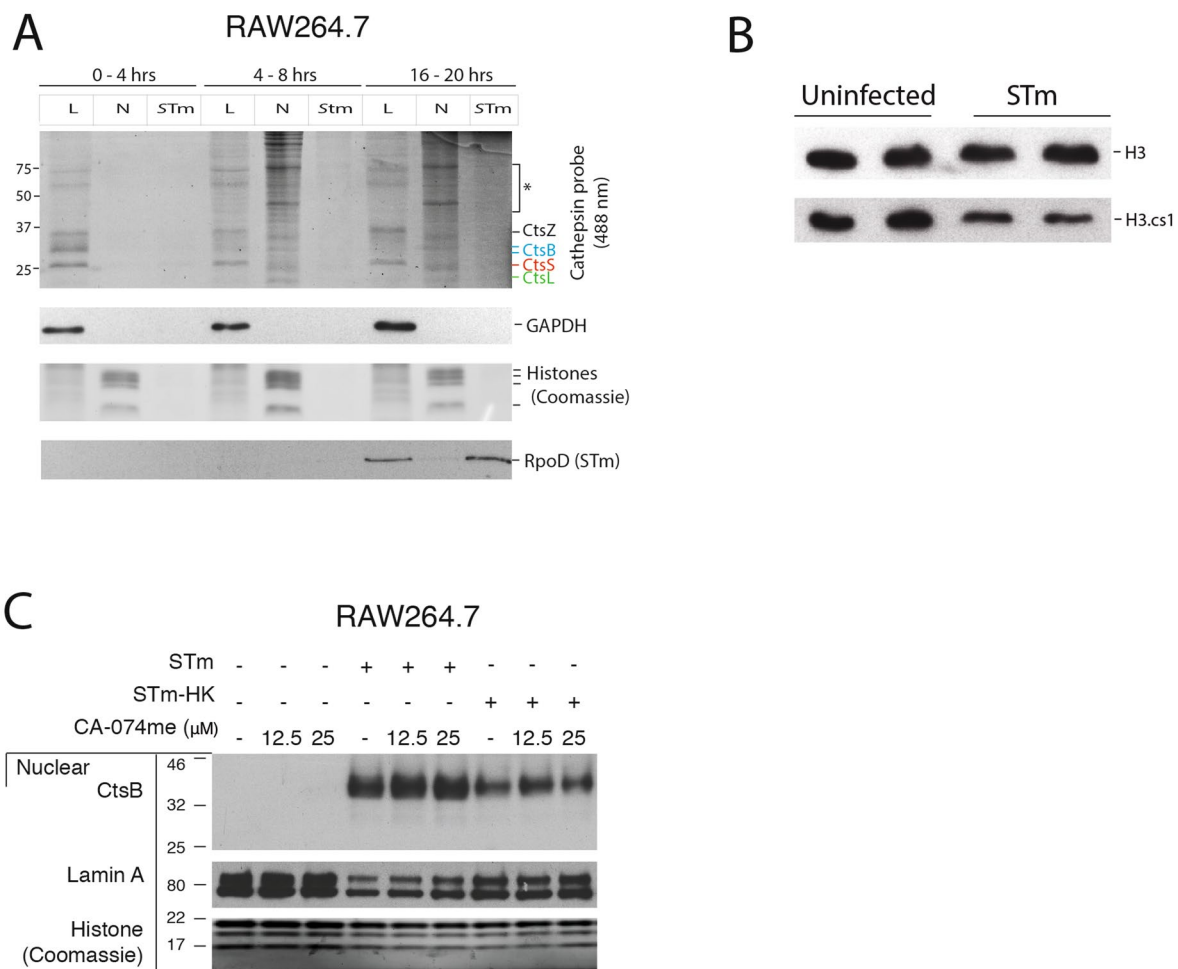 A
RAW264.7
0 - 4 hrs 4 - 8 hrs 16 - 20 hrs
L N STm L N Stm L N STm
75
50
37
25
*
CtsZ
CtsB
CtsS
CtsL
Cathepsin probe
(488 nm)
GAPDH
Histones
(Coomassie)
RpoD (STm)
B
Uninfected STm
H3
H3.cs1
C
RAW264.7
STm - - - + + + - - -
STm-HK - - - - - - + + +
CA-074me (μM) - 12.5 25 - 12.5 25 - 12.5 25
Nuclear
CtsB
46
32
25
Lamin A
80
Histone
(Coomassie)
22
17